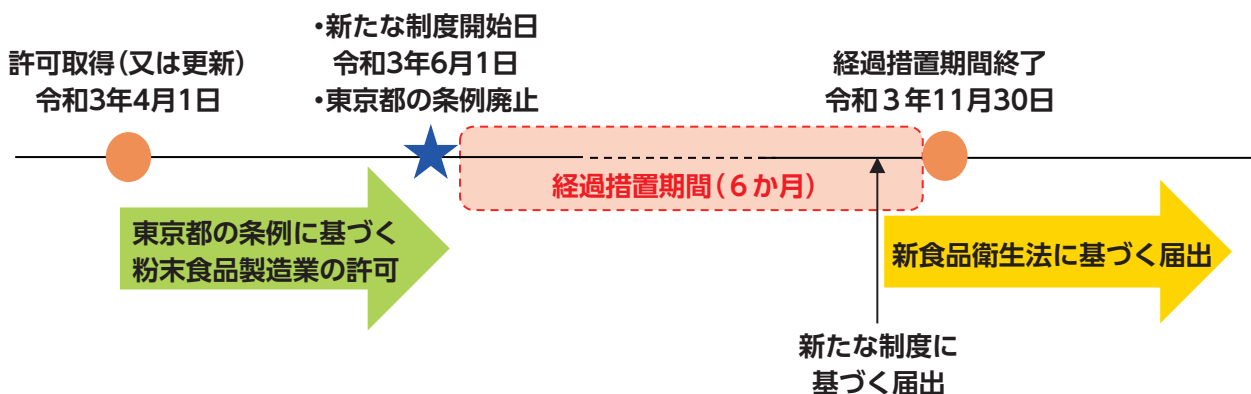 ・新たな制度開始日
令和3年6月1日
・東京都の条例廃止
許可取得（又は更新）
令和3年4月1日
経過措置期間終了
令和３年11月30日
経過措置期間（６か月）
東京都の条例に基づく
粉末食品製造業の許可
新食品衛生法に基づく届出
新たな制度に
基づく届出